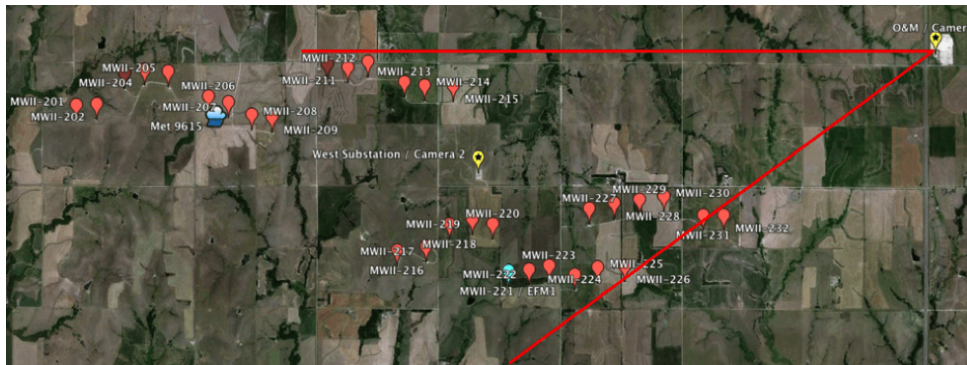 O&M / Camer
MWII-212
MWII-205
MWII-211
MWII-213
MWII-204
MWII-206
MWII-214
MWII-215
MWII-201
MWII-207
MWII-208
MWII-202
Met 9615
MWII-209
West Substation / Camera 2
MWII-229
MWII-230
MWII-227
MWII-228
MWII-220
MWII-219
MWII-231
MWII-232
MWII-217
MWII-218
MWII-216
MWII-223
MWII-225
MWII-222
MWII-224
MWII-226
MWII-221 / EFM1